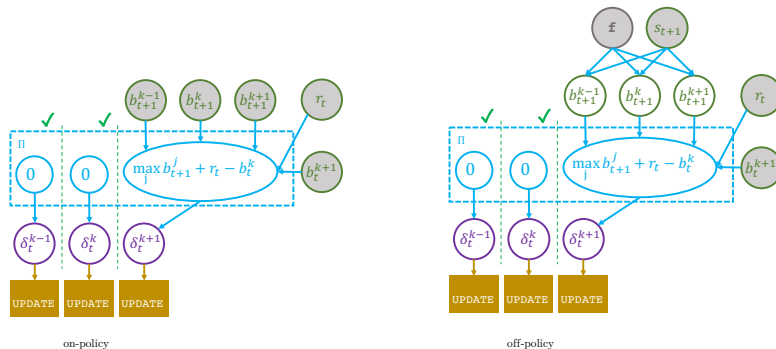 f s_{t+1}
b_{t+1}^{k-1} b_{t+1}^{k} b_{t+1}^{k+1} r_t
b_{t+1}^{k-1} b_{t+1}^{k} b_{t+1}^{k+1} r_t
✓ ✓
✓ ✓
Π
0 0 max_j b_{t+1}^{j} + r_t − b_t^{k} b_t^{k+1}
Π
0 0 max_j b_{t+1}^{j} + r_t − b_t^{k} b_t^{k+1}
δ_t^{k-1} δ_t^{k} δ_t^{k+1}
δ_t^{k-1} δ_t^{k} δ_t^{k+1}
UPDATE UPDATE UPDATE
UPDATE UPDATE UPDATE
on-policy
off-policy